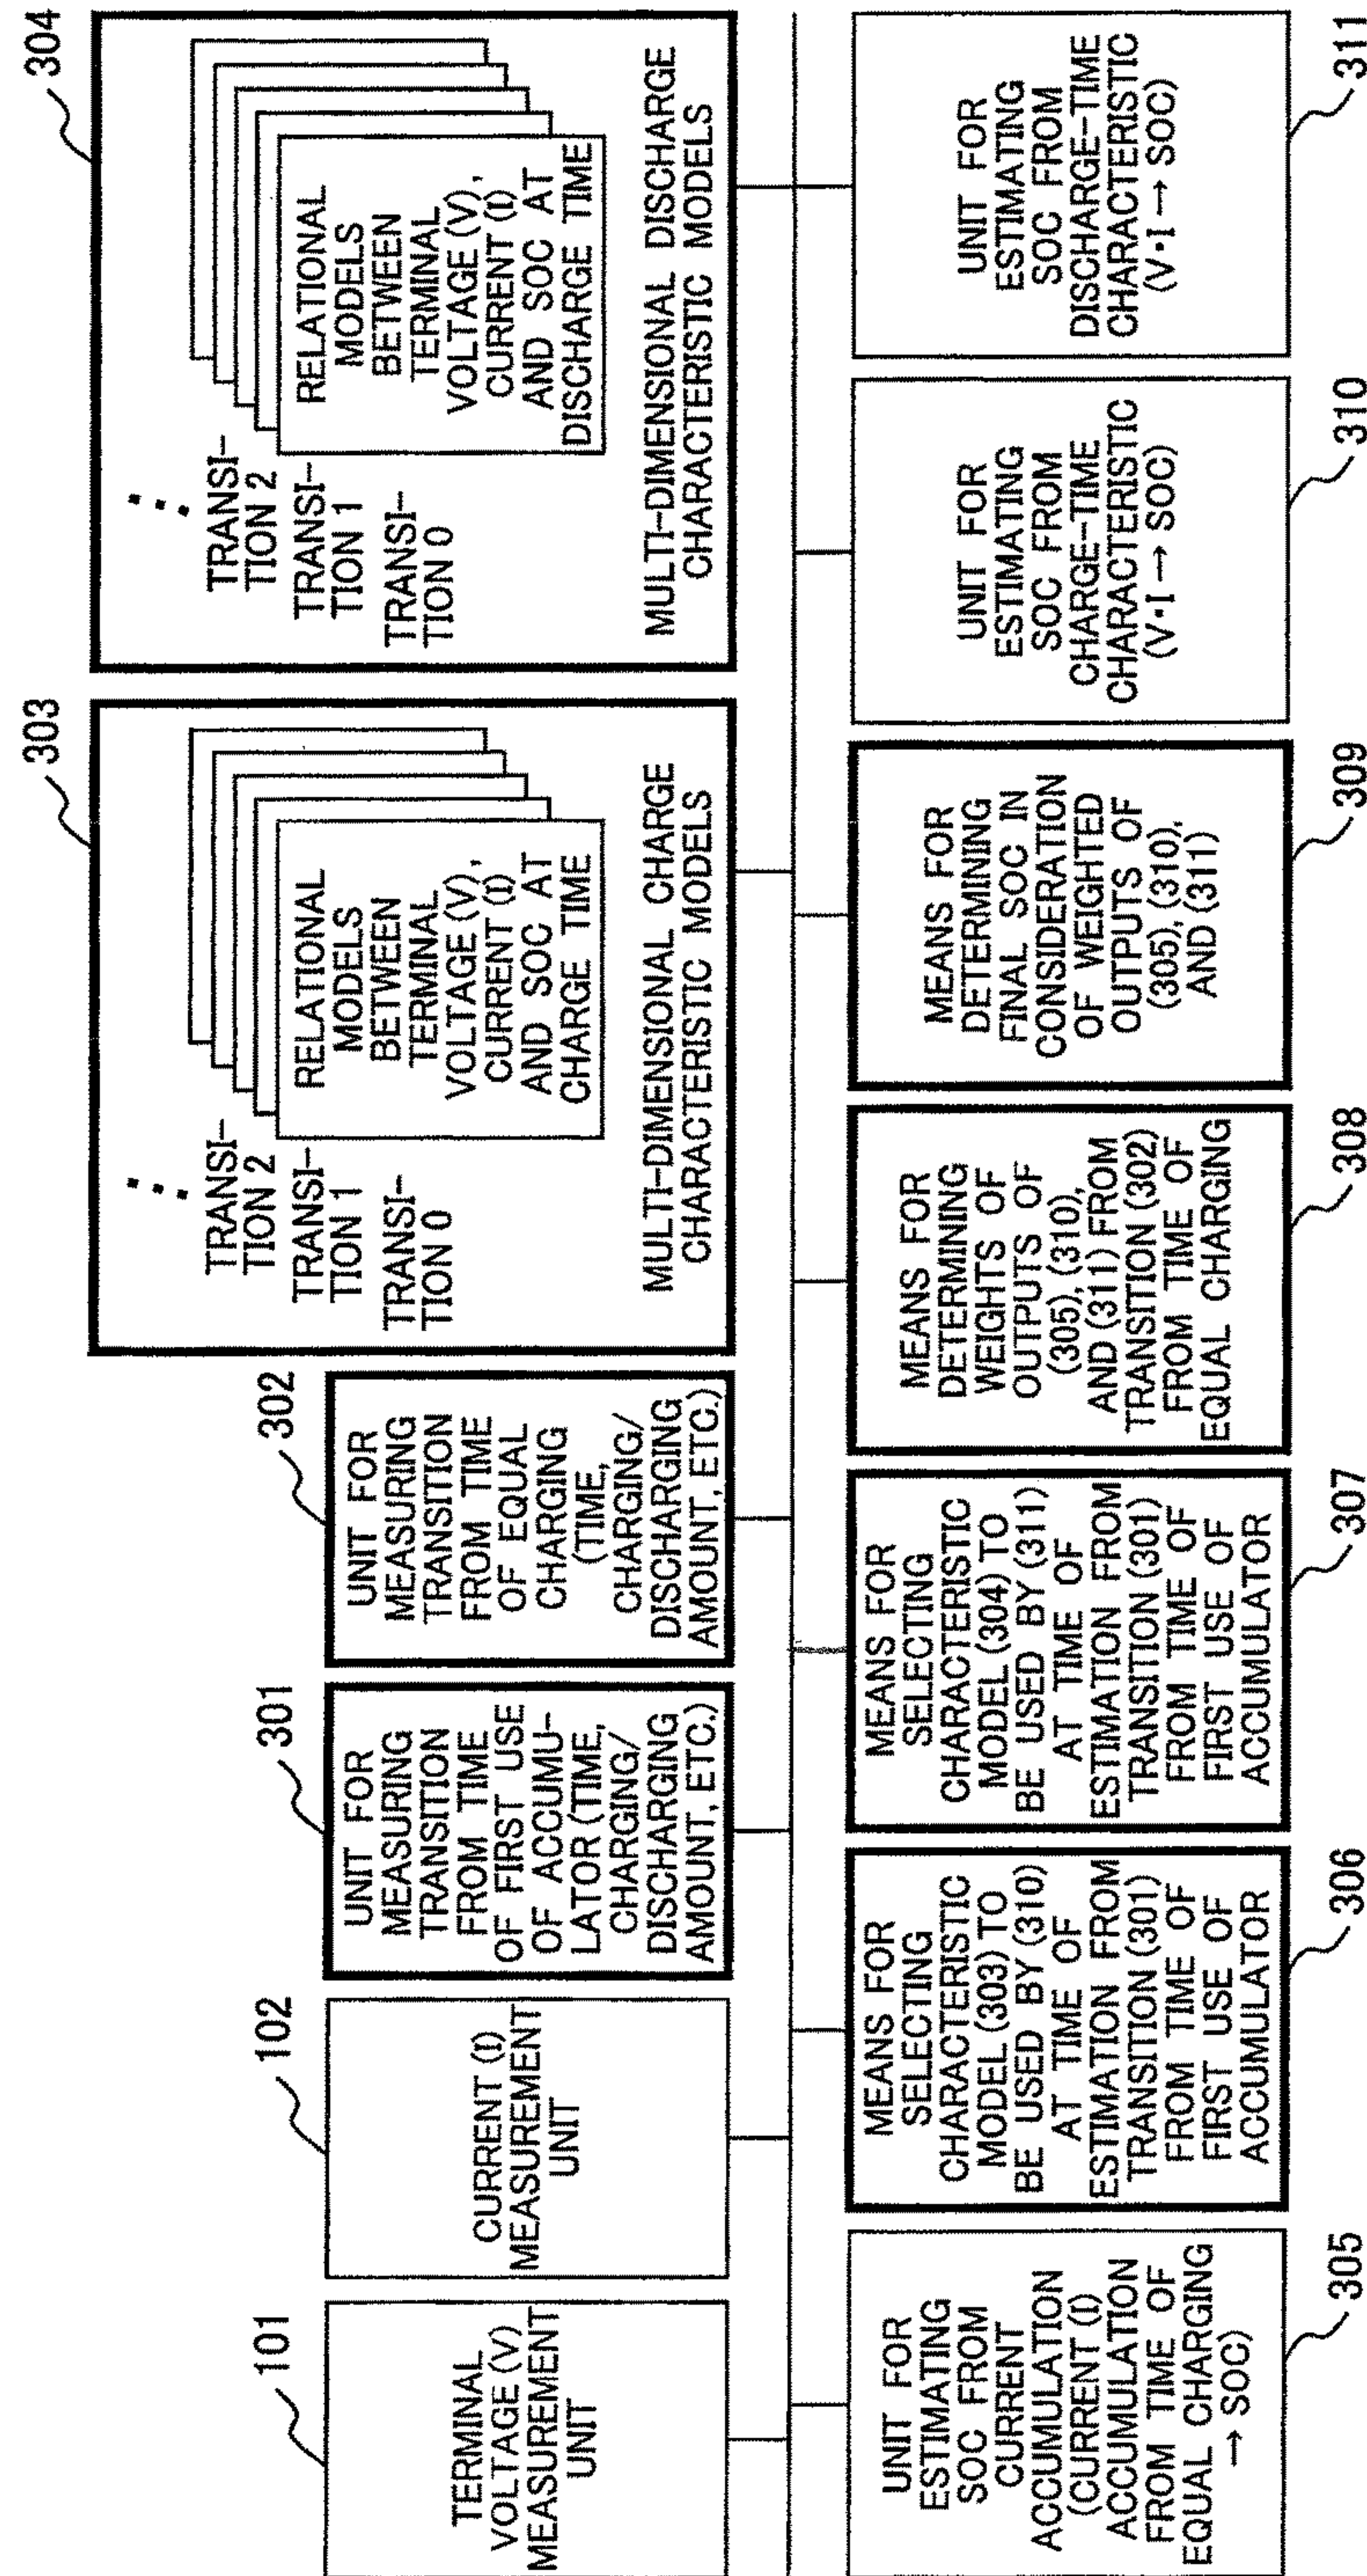 101
TERMINAL
VOLTAGE (V)
MEASUREMENT
UNIT
102
CURRENT (I)
MEASUREMENT
UNIT
301
UNIT FOR
MEASURING
TRANSITION
FROM TIME
OF FIRST USE
OF ACCUMU-
LATOR (TIME,
CHARGING/
DISCHARGING
AMOUNT, ETC.)
302
UNIT FOR
MEASURING
TRANSITION
FROM TIME
OF EQUAL
CHARGING
(TIME,
CHARGING/
DISCHARGING
AMOUNT, ETC.)
303
TRANSI-
TION 2
TRANSI-
TION 1
TRANSI-
TION 0
RELATIONAL
MODELS
BETWEEN
TERMINAL
VOLTAGE (V),
CURRENT (I)
AND SOC AT
CHARGE TIME
MULTI-DIMENSIONAL CHARGE
CHARACTERISTIC MODELS
304
TRANSI-
TION 2
TRANSI-
TION 1
TRANSI-
TION 0
RELATIONAL
MODELS
BETWEEN
TERMINAL
VOLTAGE (V),
CURRENT (I)
AND SOC AT
DISCHARGE TIME
MULTI-DIMENSIONAL DISCHARGE
CHARACTERISTIC MODELS
UNIT FOR
ESTIMATING
SOC FROM
CURRENT
ACCUMULATION
(CURRENT (I)
ACCUMULATION
FROM TIME OF
EQUAL CHARGING
→ SOC)
305
MEANS FOR
SELECTING
CHARACTERISTIC
MODEL (303) TO
BE USED BY (310)
AT TIME OF
ESTIMATION FROM
TRANSITION (301)
FROM TIME OF
FIRST USE OF
ACCUMULATOR
306
MEANS FOR
SELECTING
CHARACTERISTIC
MODEL (304) TO
BE USED BY (311)
AT TIME OF
ESTIMATION FROM
TRANSITION (301)
FROM TIME OF
FIRST USE OF
ACCUMULATOR
307
MEANS FOR
DETERMINING
WEIGHTS OF
OUTPUTS OF
(305), (310),
AND (311) FROM
TRANSITION (302)
FROM TIME OF
EQUAL CHARGING
308
MEANS FOR
DETERMINING
FINAL SOC IN
CONSIDERATION
OF WEIGHTED
OUTPUTS OF
(305), (310),
AND (311)
309
UNIT FOR
ESTIMATING
SOC FROM
CHARGE-TIME
CHARACTERISTIC
(V·I → SOC)
310
UNIT FOR
ESTIMATING
SOC FROM
DISCHARGE-TIME
CHARACTERISTIC
(V·I → SOC)
311